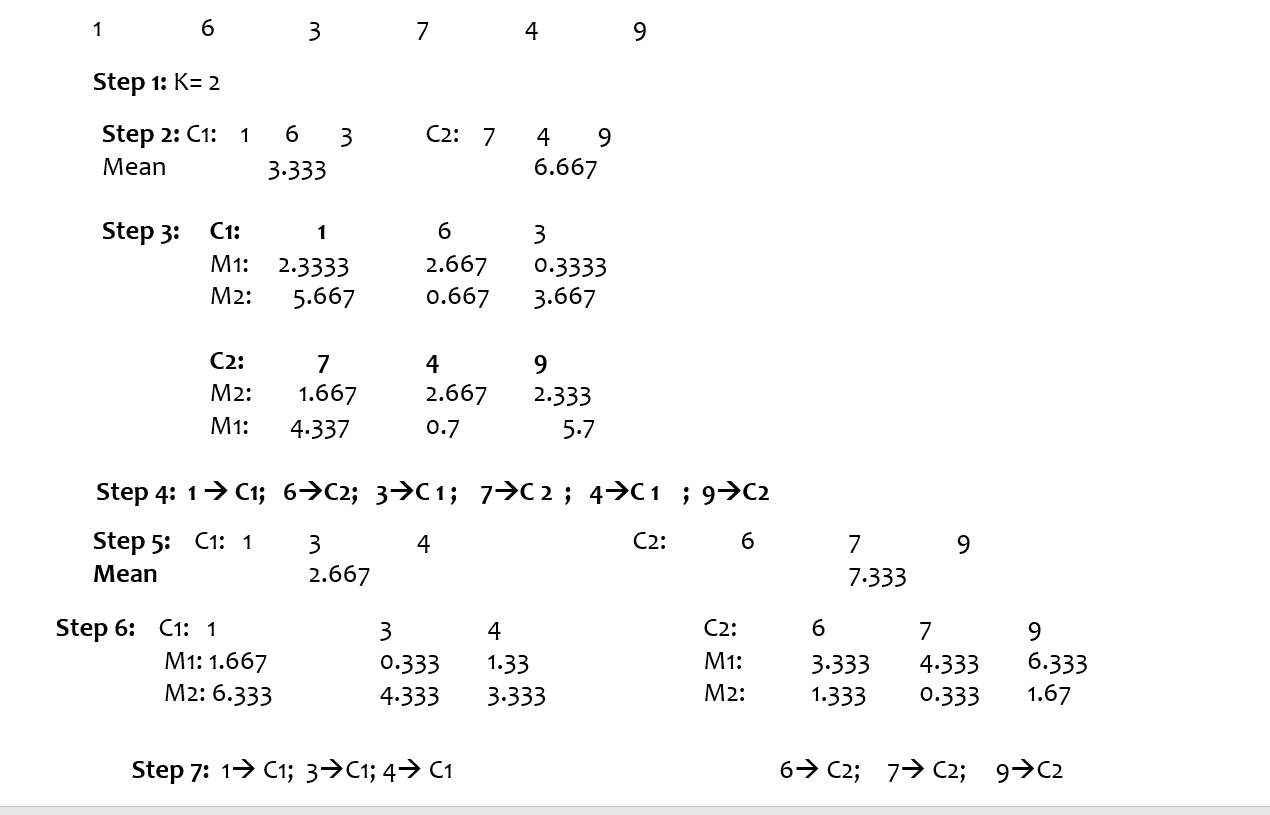 1 6 3 7 4 9
Step 1: K= 2
Step 2: C1: 1 6 3 C2: 7 4 9
Mean 3.333 6.667
Step 3: C1: 1 6 3
M1: 2.3333 2.667 0.3333
M2: 5.667 0.667 3.667
C2: 7 4 9
M2: 1.667 2.667 2.333
M1: 4.337 0.7 5.7
Step 4: 1 → C1; 6→C2; 3→C 1 ; 7→C 2 ; 4→C 1 ; 9→C2
Step 5: C1: 1 3 4 C2: 6 7 9
Mean 2.667 7.333
Step 6: C1: 1 3 4 C2: 6 7 9
M1: 1.667 0.333 1.33 M1: 3.333 4.333 6.333
M2: 6.333 4.333 3.333 M2: 1.333 0.333 1.67
Step 7: 1→ C1; 3→C1; 4→ C1 6→ C2; 7→ C2; 9→C2